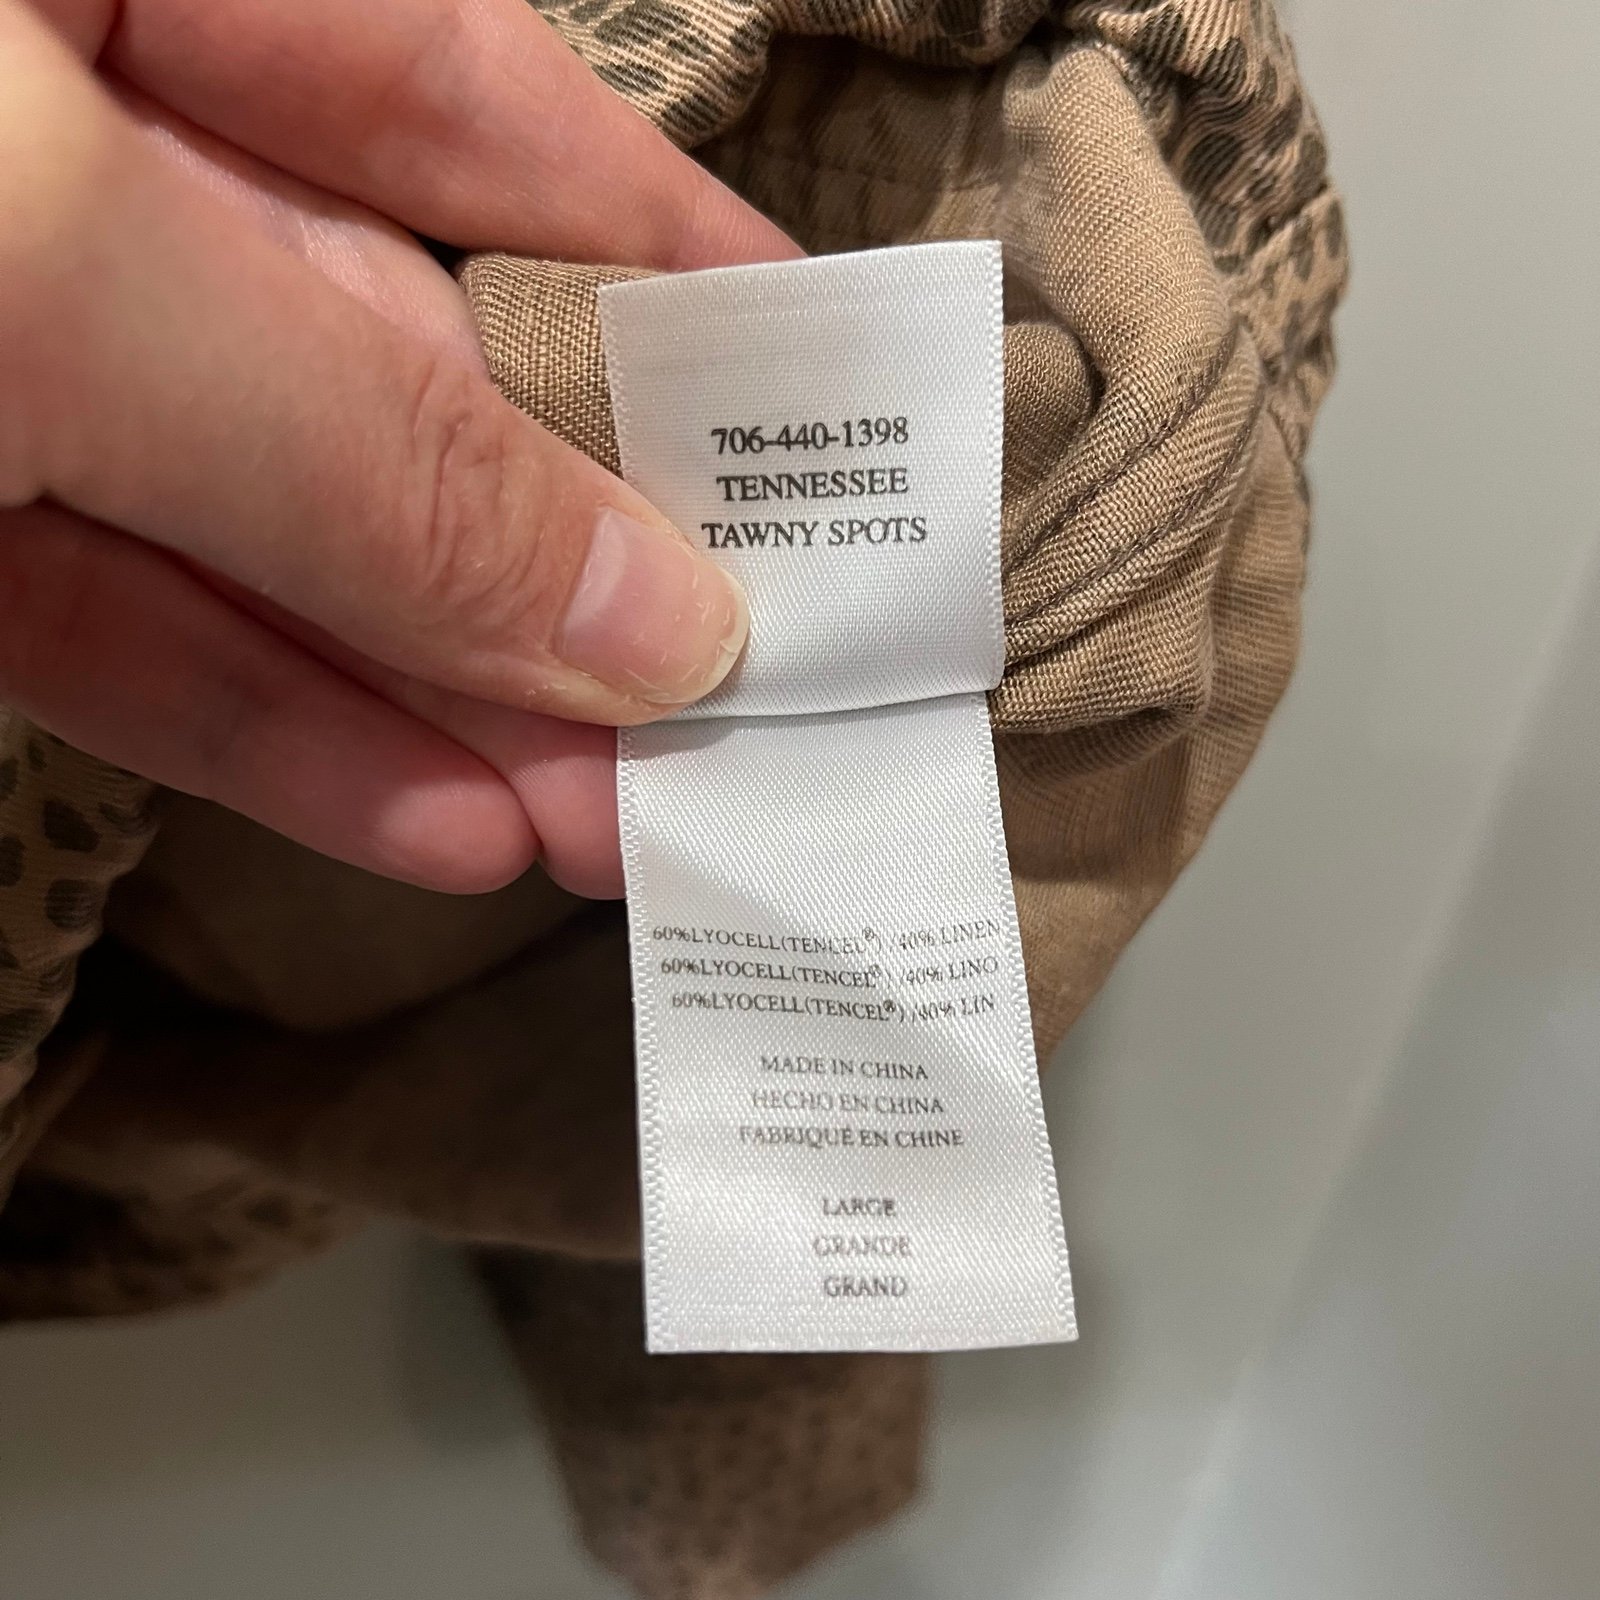 706-440-1398
TENNESSEE
TAWNY SPOTS
60%LYOCELL(TENCEL®) /40% LINEN
60%LYOCELL(TENCEL®) /40% LINO
60%LYOCELL(TENCEL®) /40% LIN
MADE IN CHINA
HECHO EN CHINA
FABRIQUÉ EN CHINE
LARGE
GRANDE
GRAND